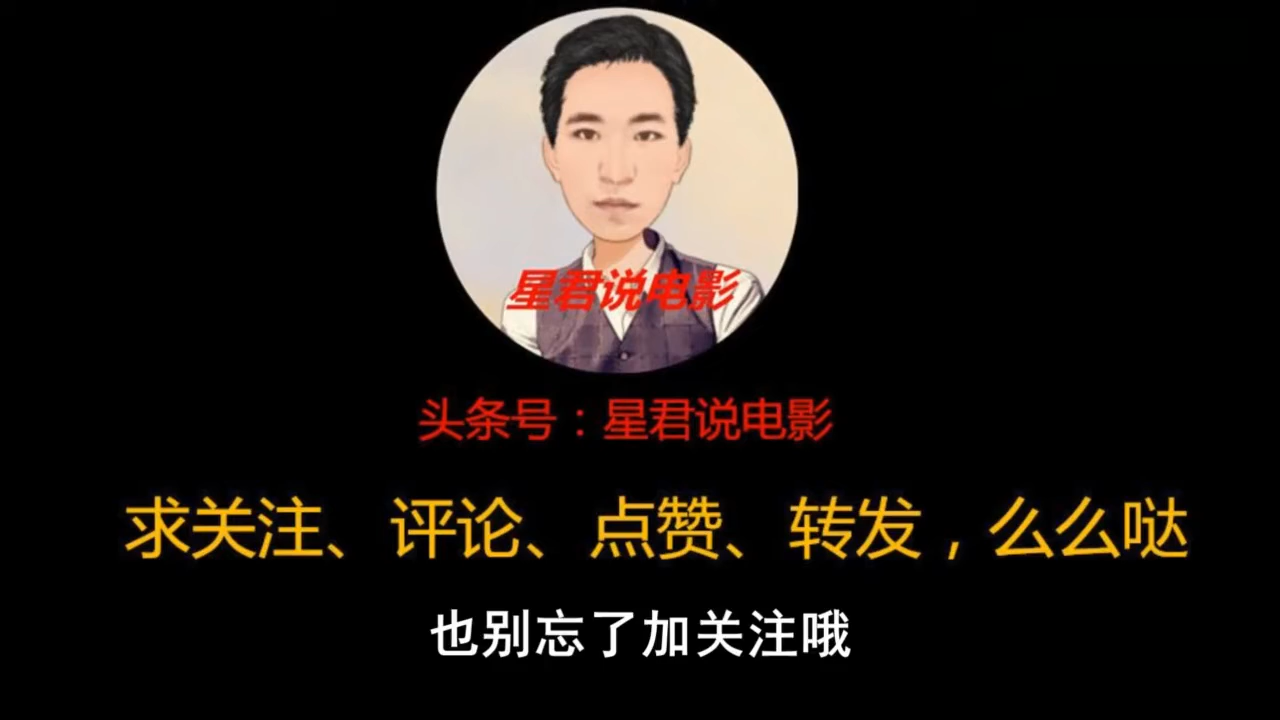 星君说电影
头条号：星君说电影
求关注、评论、点赞、转发，么么哒
也别忘了加关注哦